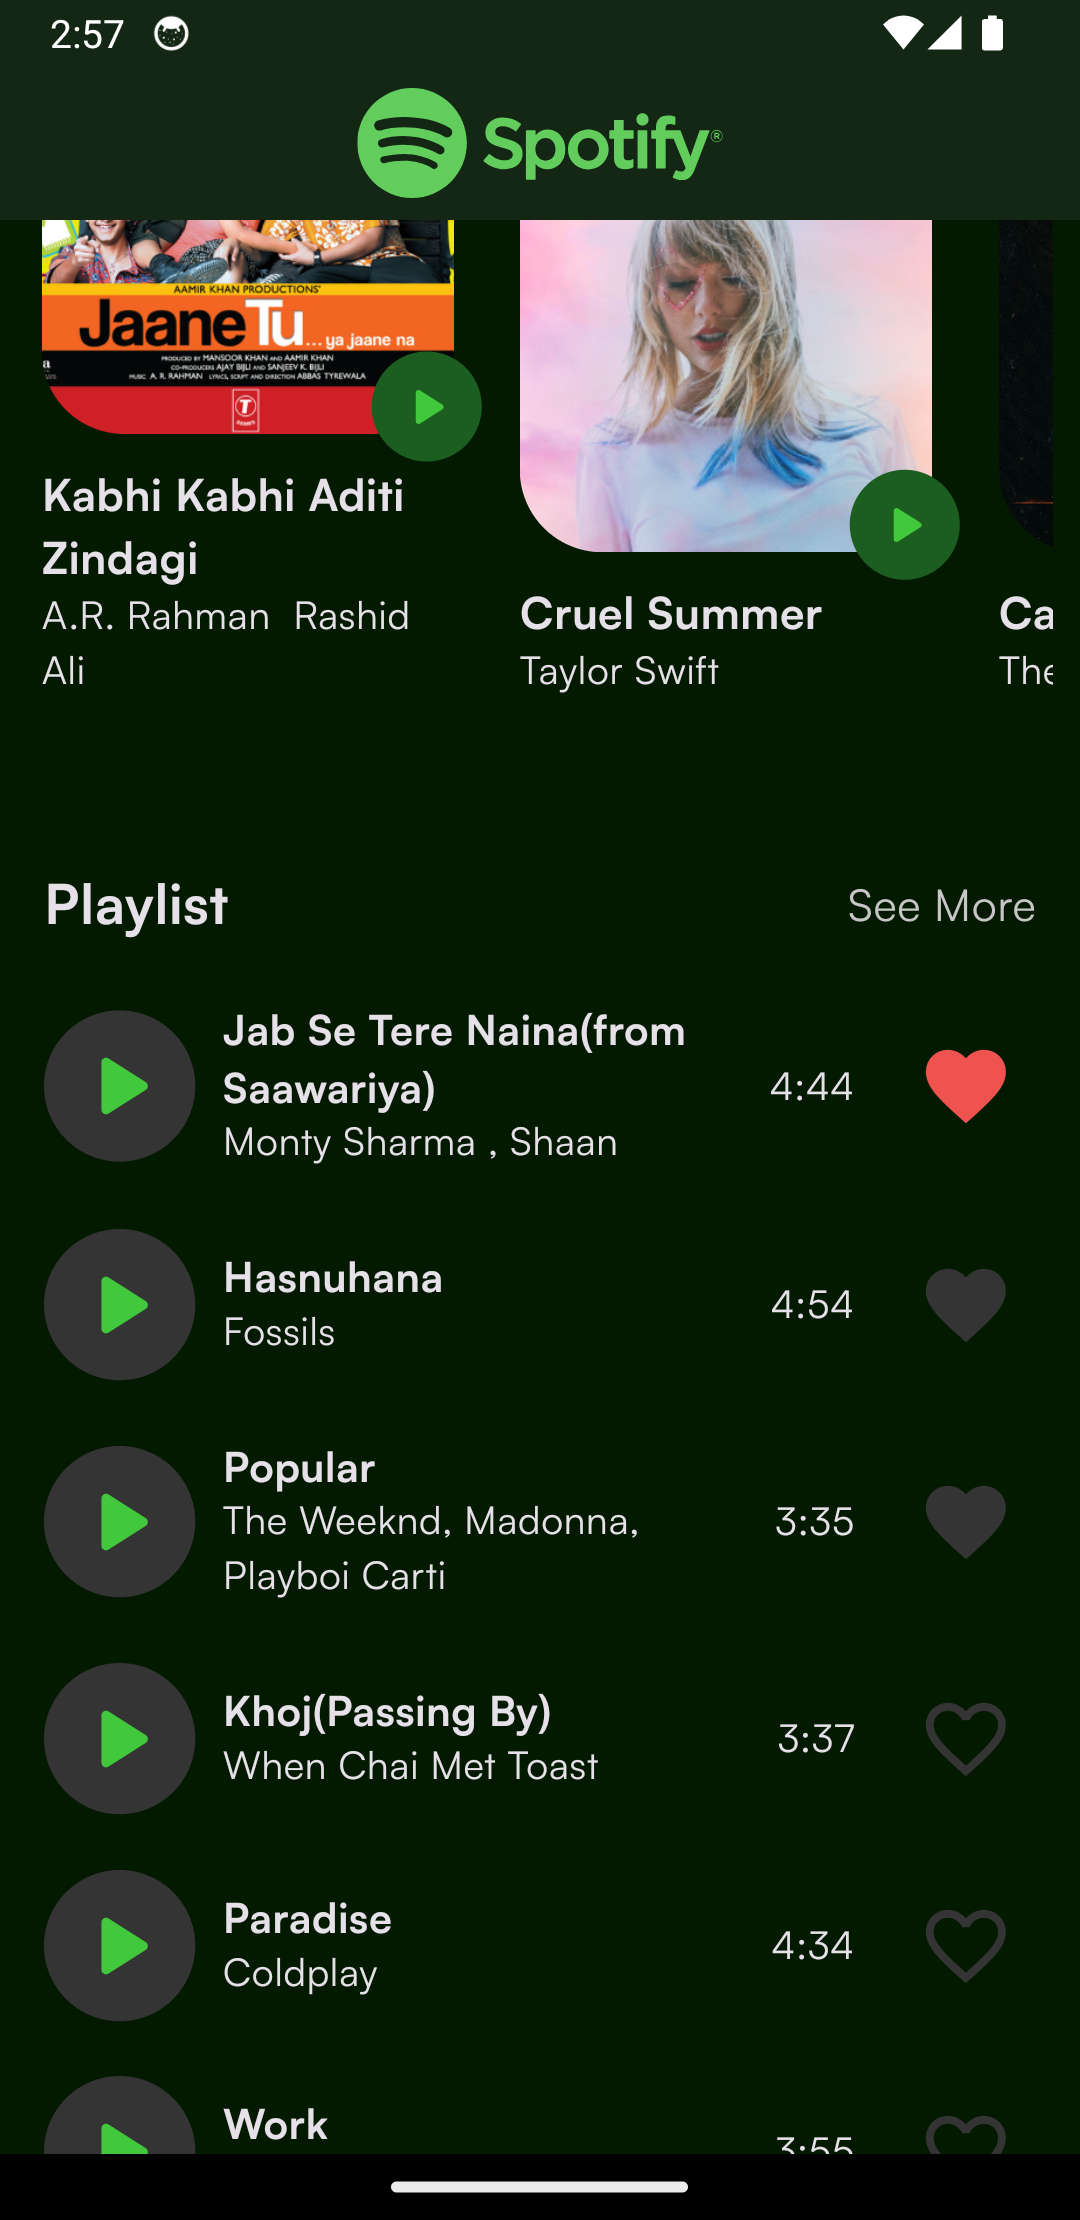 2:57
Spotify®
AAMIR KHAN PRODUCTIONS'
Jaane Tu... ya jaane na
PRODUCED BY MANSOOR KHAN AND AAMIR KHAN
CO-PRODUCERS AJAY BIJLI AND SANJEEV K. BIJLI
MUSIC A. R. RAHMAN LYRICS, SCRIPT AND DIRECTION ABBAS TYREWALA
T
SERIES
Kabhi Kabhi Aditi
Zindagi
A.R. Rahman  Rashid
Ali
Cruel Summer
Taylor Swift
Ca
The
Playlist
See More
Jab Se Tere Naina(from
Saawariya)
Monty Sharma , Shaan
4:44
Hasnuhana
Fossils
4:54
Popular
The Weeknd, Madonna,
Playboi Carti
3:35
Khoj(Passing By)
When Chai Met Toast
3:37
Paradise
Coldplay
4:34
Work
3:55